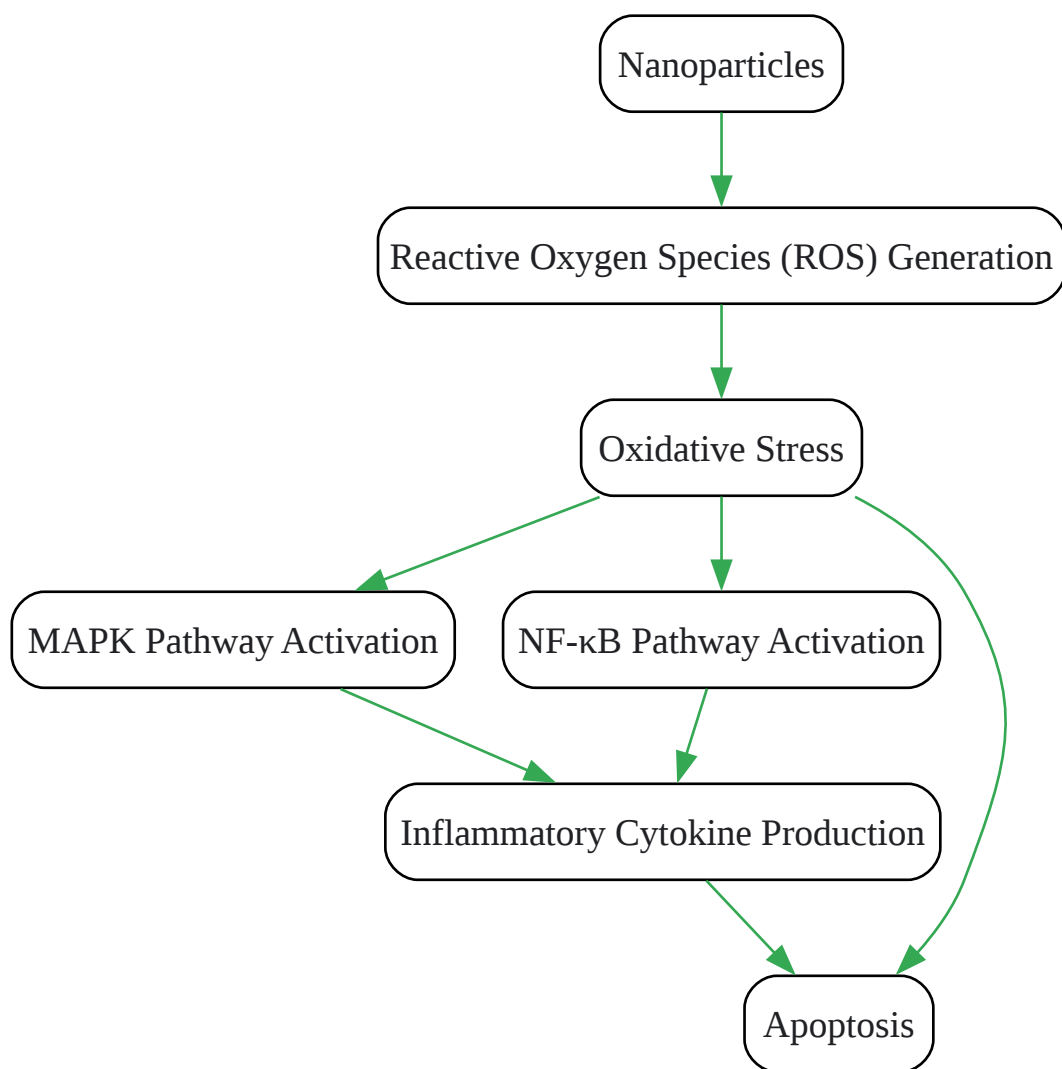 Nanoparticles
Reactive Oxygen Species (ROS) Generation
Oxidative Stress
MAPK Pathway Activation
NF-κB Pathway Activation
Inflammatory Cytokine Production
Apoptosis